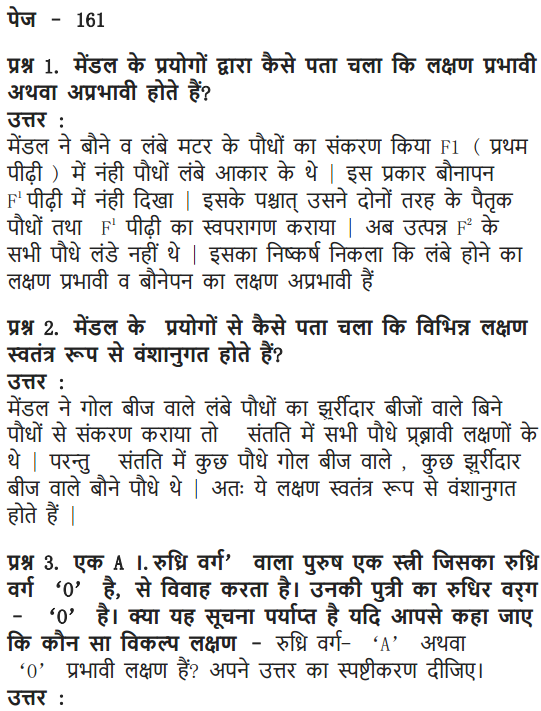 पेज - 161
प्रश्न 1. मेंडल के प्रयोगों द्वारा कैसे पता चला कि लक्षण प्रभावी
अथवा अप्रभावी होते हैं?
उत्तर :
मेंडल ने बौने व लंबे मटर के पौधों का संकरण किया F1 ( प्रथम
पीढ़ी ) में नंही पौधों लंबे आकार के थे | इस प्रकार बौनापन
F¹ पीढ़ी में नंही दिखा | इसके पश्चात् उसने दोनों तरह के पैतृक
पौधों तथा F¹ पीढ़ी का स्वपरागण कराया | अब उत्पन्न F² के
सभी पौधे लंडे नहीं थे | इसका निष्कर्ष निकला कि लंबे होने का
लक्षण प्रभावी व बौनेपन का लक्षण अप्रभावी हैं
प्रश्न 2. मेंडल के प्रयोगों से कैसे पता चला कि विभिन्न लक्षण
स्वतंत्र रूप से वंशानुगत होते हैं?
उत्तर :
मेंडल ने गोल बीज वाले लंबे पौधों का झुर्रीदार बीजों वाले बिने
पौधों से संकरण कराया तो संतति में सभी पौधे लक्षणों के
थे | परन्तु संतति में कुछ पौधे गोल बीज वाले , कुछ झुर्रीदार
बीज वाले बौने पौधे थे | अतः ये लक्षण स्वतंत्र रूप से वंशानुगत
होते हैं |
प्रश्न 3. एक A ।.रुध्रि वर्ग’ वाला पुरुष एक स्त्री जिसका रुध्रि
वर्ग ‘0’ है, से विवाह करता है। उनकी पुत्री का रुधिर वर्ग
- ‘0’ है। क्या यह सूचना पर्याप्त है यदि आपसे कहा जाए
कि कौन सा विकल्प लक्षण - रुध्रि वर्ग- ‘A’ अथवा
‘0’ प्रभावी लक्षण हैं? अपने उत्तर का स्पष्टीकरण दीजिए।
उत्तर :